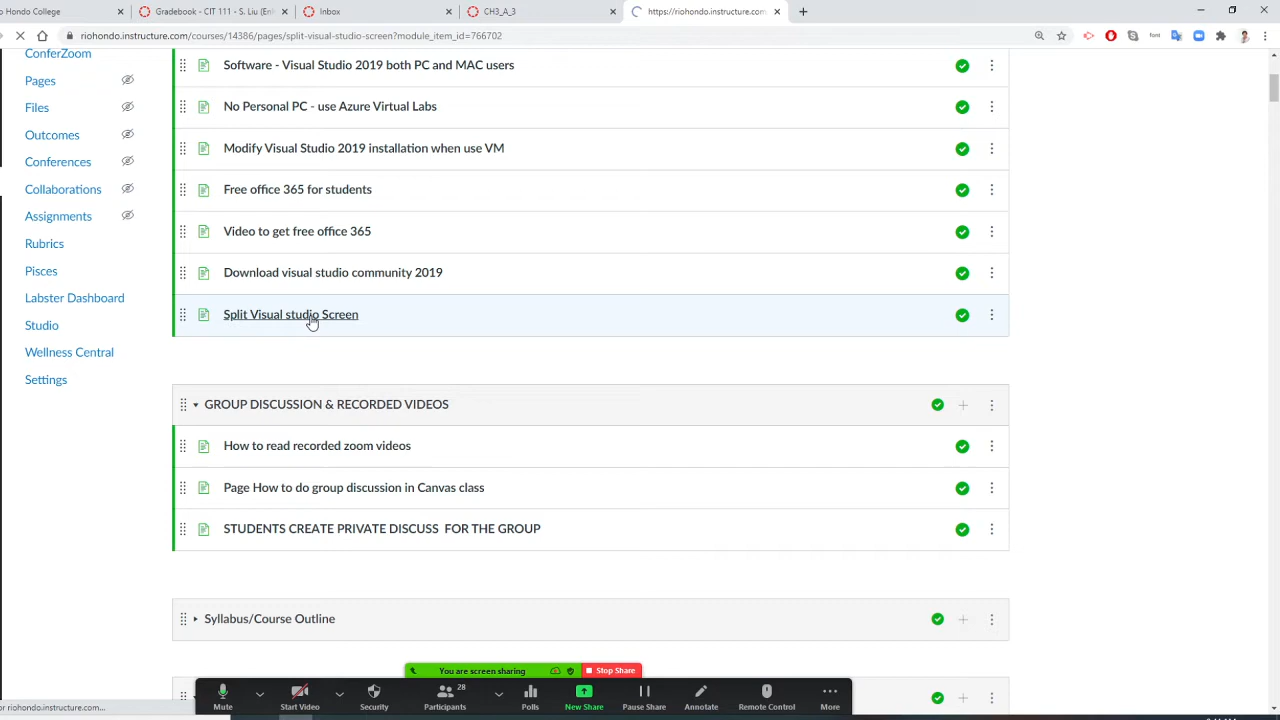 o Hondo College
Gradebook - CIT 111 - S. Liu (Enh
Inbox
CH3_A_3
https://riohondo.instructure.com
riohondo.instructure.com/courses/14386/pages/split-visual-studio-screen?module_item_id=766702
ConferZoom
Pages
Files
Outcomes
Conferences
Collaborations
Assignments
Rubrics
Pisces
Labster Dashboard
Studio
Wellness Central
Settings
Software - Visual Studio 2019 both PC and MAC users
No Personal PC - use Azure Virtual Labs
Modify Visual Studio 2019 installation when use VM
Free office 365 for students
Video to get free office 365
Download visual studio community 2019
Split Visual studio Screen
GROUP DISCUSSION & RECORDED VIDEOS
How to read recorded zoom videos
Page How to do group discussion in Canvas class
STUDENTS CREATE PRIVATE DISCUSS FOR THE GROUP
Syllabus/Course Outline
You are screen sharing
Stop Share
Mute
Start Video
Security
Participants
28
Polls
New Share
Pause Share
Annotate
Remote Control
More
or riohondo.instructure.com...